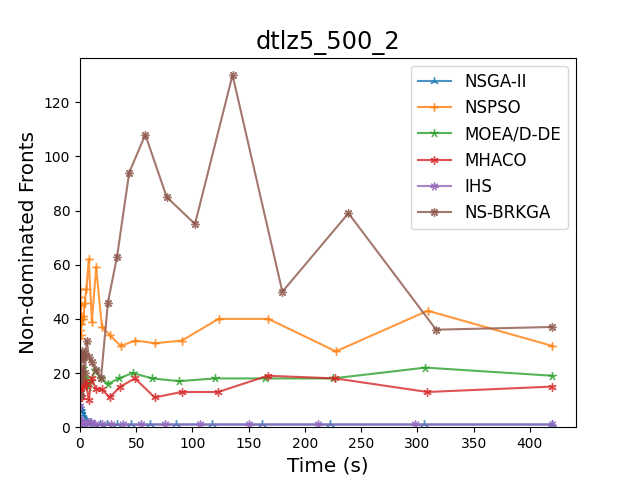 dtlz5_500_2
Non-dominated Fronts
120
100
80
60
40
20
0
NSGA-II
NSPSO
MOEA/D-DE
MHACO
IHS
NS-BRKGA
0 50 100 150 200 250 300 350 400
Time (s)